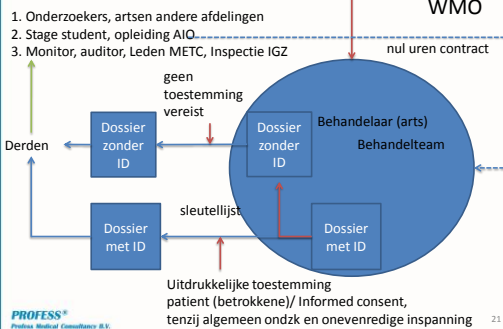 WMO
1. Onderzoekers, artsen andere afdelingen
2. Stage student, opleiding AIO
3. Monitor, auditor, Leden METC, Inspectie IGZ
nul uren contract
geen
toestemming
vereist
Derden
Dossier
zonder
ID
Dossier
zonder
ID
Behandelaar (arts)
Behandelteam
sleutellijst
Dossier
met ID
Dossier
met ID
Uitdrukkelijke toestemming
patient (betrokkene)/ Informed consent,
tenzij algemeen ondzk en onevenredige inspanning
PROFESS®
Profess Medical Consultancy B.V.
21